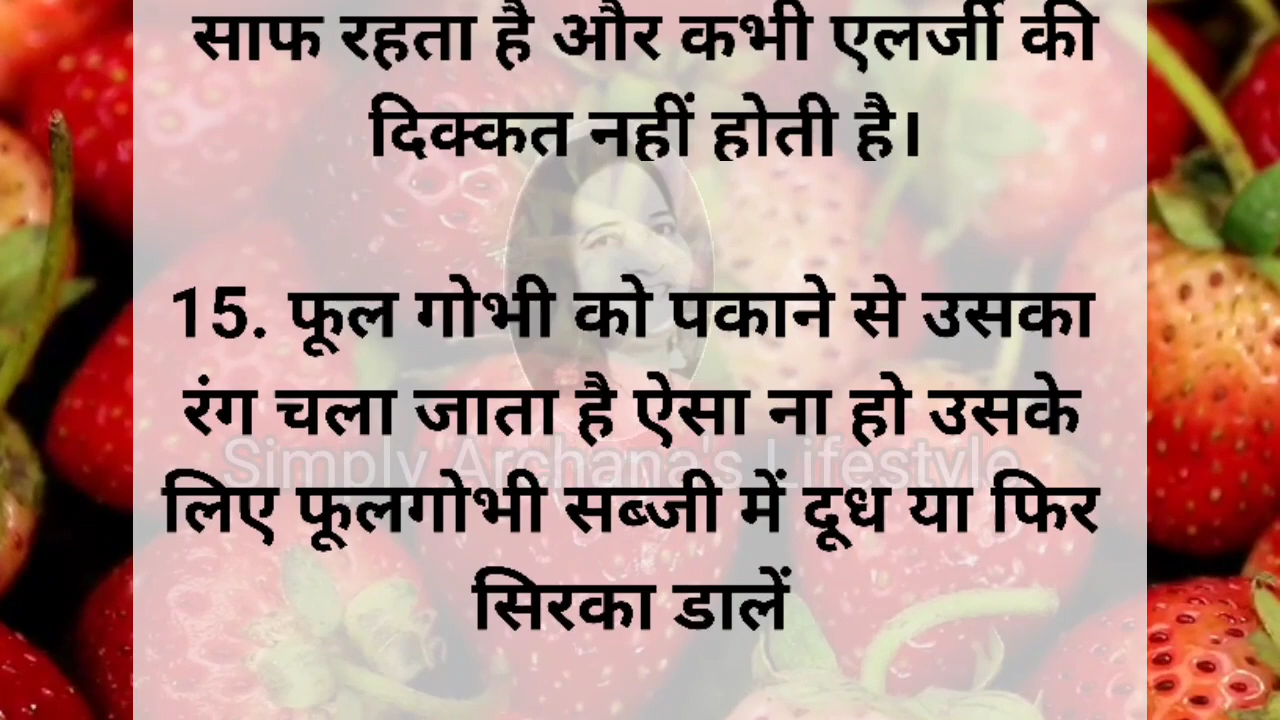 साफ रहता है और कभी एलर्जी की
दिक्कत नहीं होती है।
15. फूल गोभी को पकाने से उसका
रंग चला जाता है ऐसा ना हो उसके
Simply Archana's Lifestyle
लिए फूलगोभी सब्जी में दूध या फिर
सिरका डालें